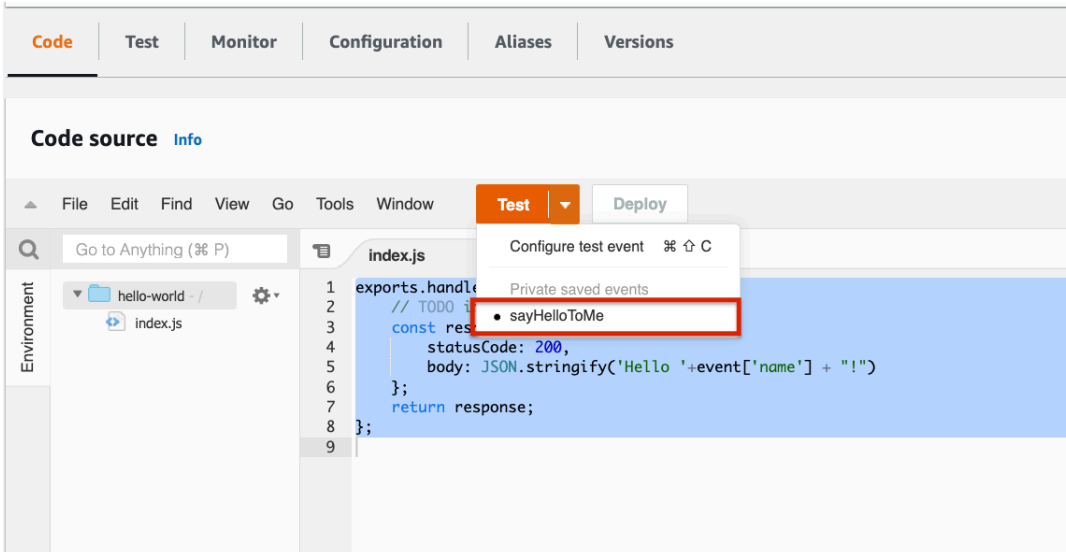 Code Test Monitor Configuration Aliases Versions
Code source Info
File Edit Find View Go Tools Window Test Deploy
Go to Anything (⌘ P)
index.js
Configure test event ⌘ ⇧ C
Private saved events
sayHelloToMe
Environment
hello-world - /
index.js
1 exports.handle
2 // TODO i
3 const res
4 statusCode: 200,
5 body: JSON.stringify('Hello '+event['name'] + "!")
6 };
7 return response;
8 };
9